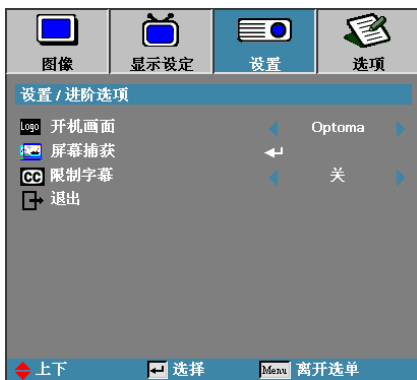 图像 显示设定 设置 选项
设置 / 进阶选项
Logo 开机画面 Optoma
屏幕捕获
CC 限制字幕 关
退出
上下 选择 Menu 离开选单